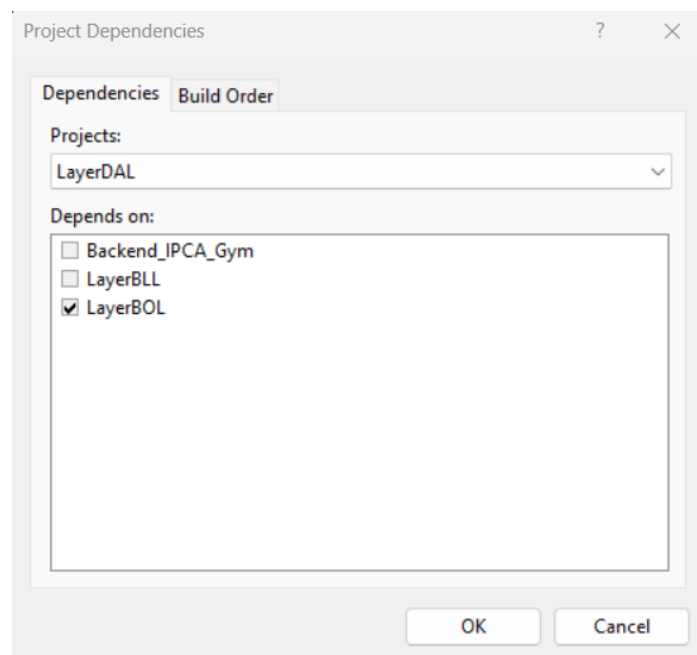 Project Dependencies ?
Dependencies Build Order
Projects:
LayerDAL
Depends on:
Backend_IPCA_Gym
LayerBLL
LayerBOL
OK Cancel